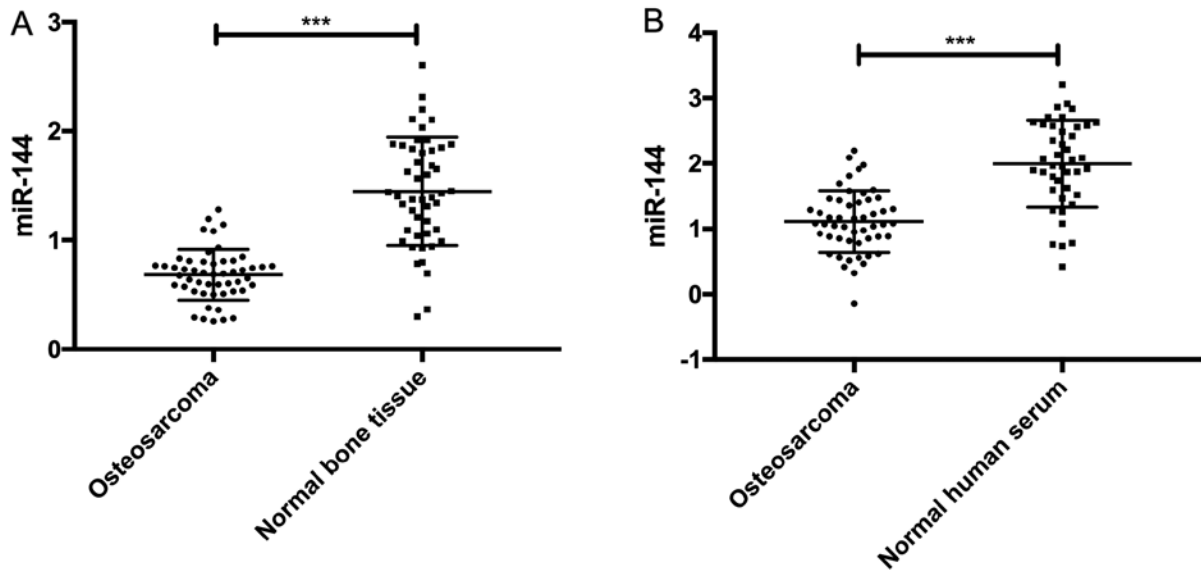 A
***
3
2
1
0
miR-144
Osteosarcoma
Normal bone tissue
B
***
4
3
2
1
0
-1
miR-144
Osteosarcoma
Normal human serum